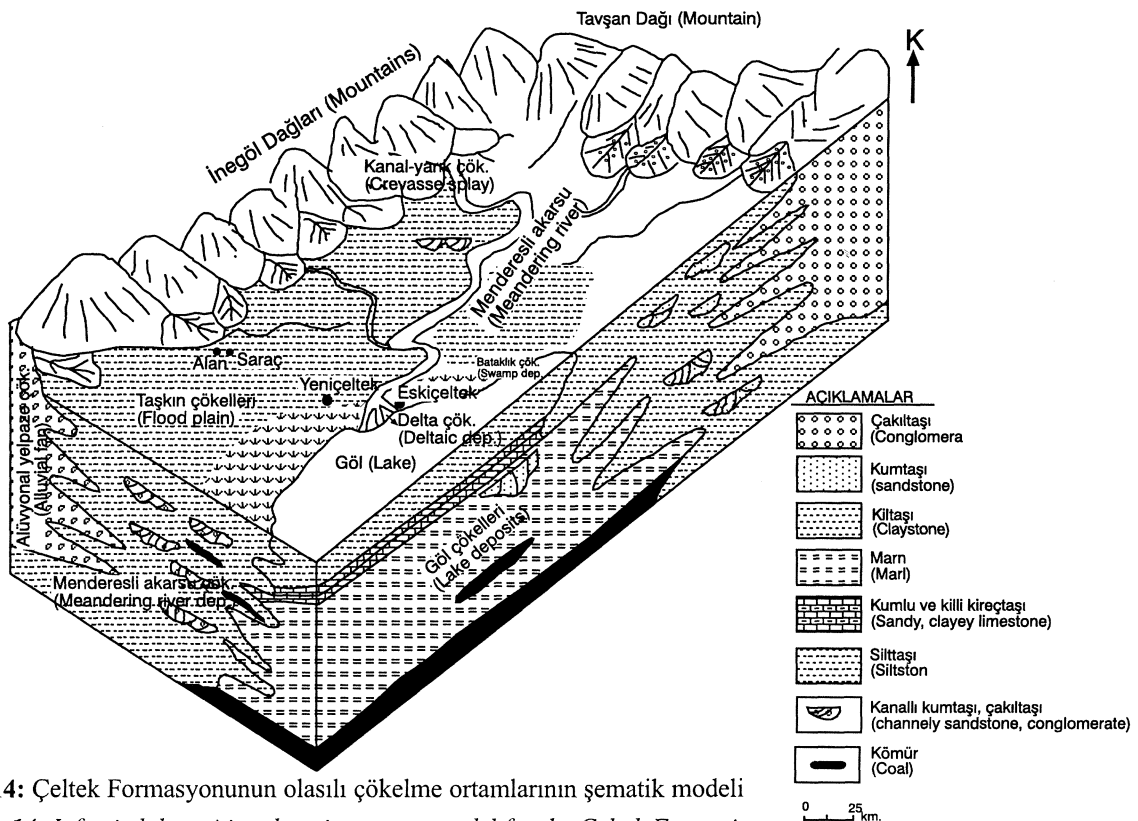 Tavşan Dağı (Mountain)
K
İnegöl Dağları (Mountains)
Kanal-yarık çök.
(Crevasse splay)
Menderesli akarsu
(Meandering river)
Alan
Saraç
Bataklık çök.
(Swamp dep.
Yeniçeltek
Eskiçeltek
Taşkın çökelleri
(Flood plain)
Delta çök.
(Deltaic dep.)
Göl (Lake)
Alüvyonal yelpaze çök.
(Alluvial fan)
Göl çökelleri
(Lake deposits)
Menderesli akarsu çök.
(Meandering river dep.)
AÇIKLAMALAR
Çakıltaşı
(Conglomera
Kumtaşı
(sandstone)
Kiltaşı
(Claystone)
Marn
(Marl)
Kumlu ve killi kireçtaşı
(Sandy, clayey limestone)
Silttaşı
(Siltston
Kanallı kumtaşı, çakıltaşı
(channely sandstone, conglomerate)
Kömür
(Coal)
0 25 km.
14: Çeltek Formasyonunun olasılı çökelme ortamlarının şematik modeli